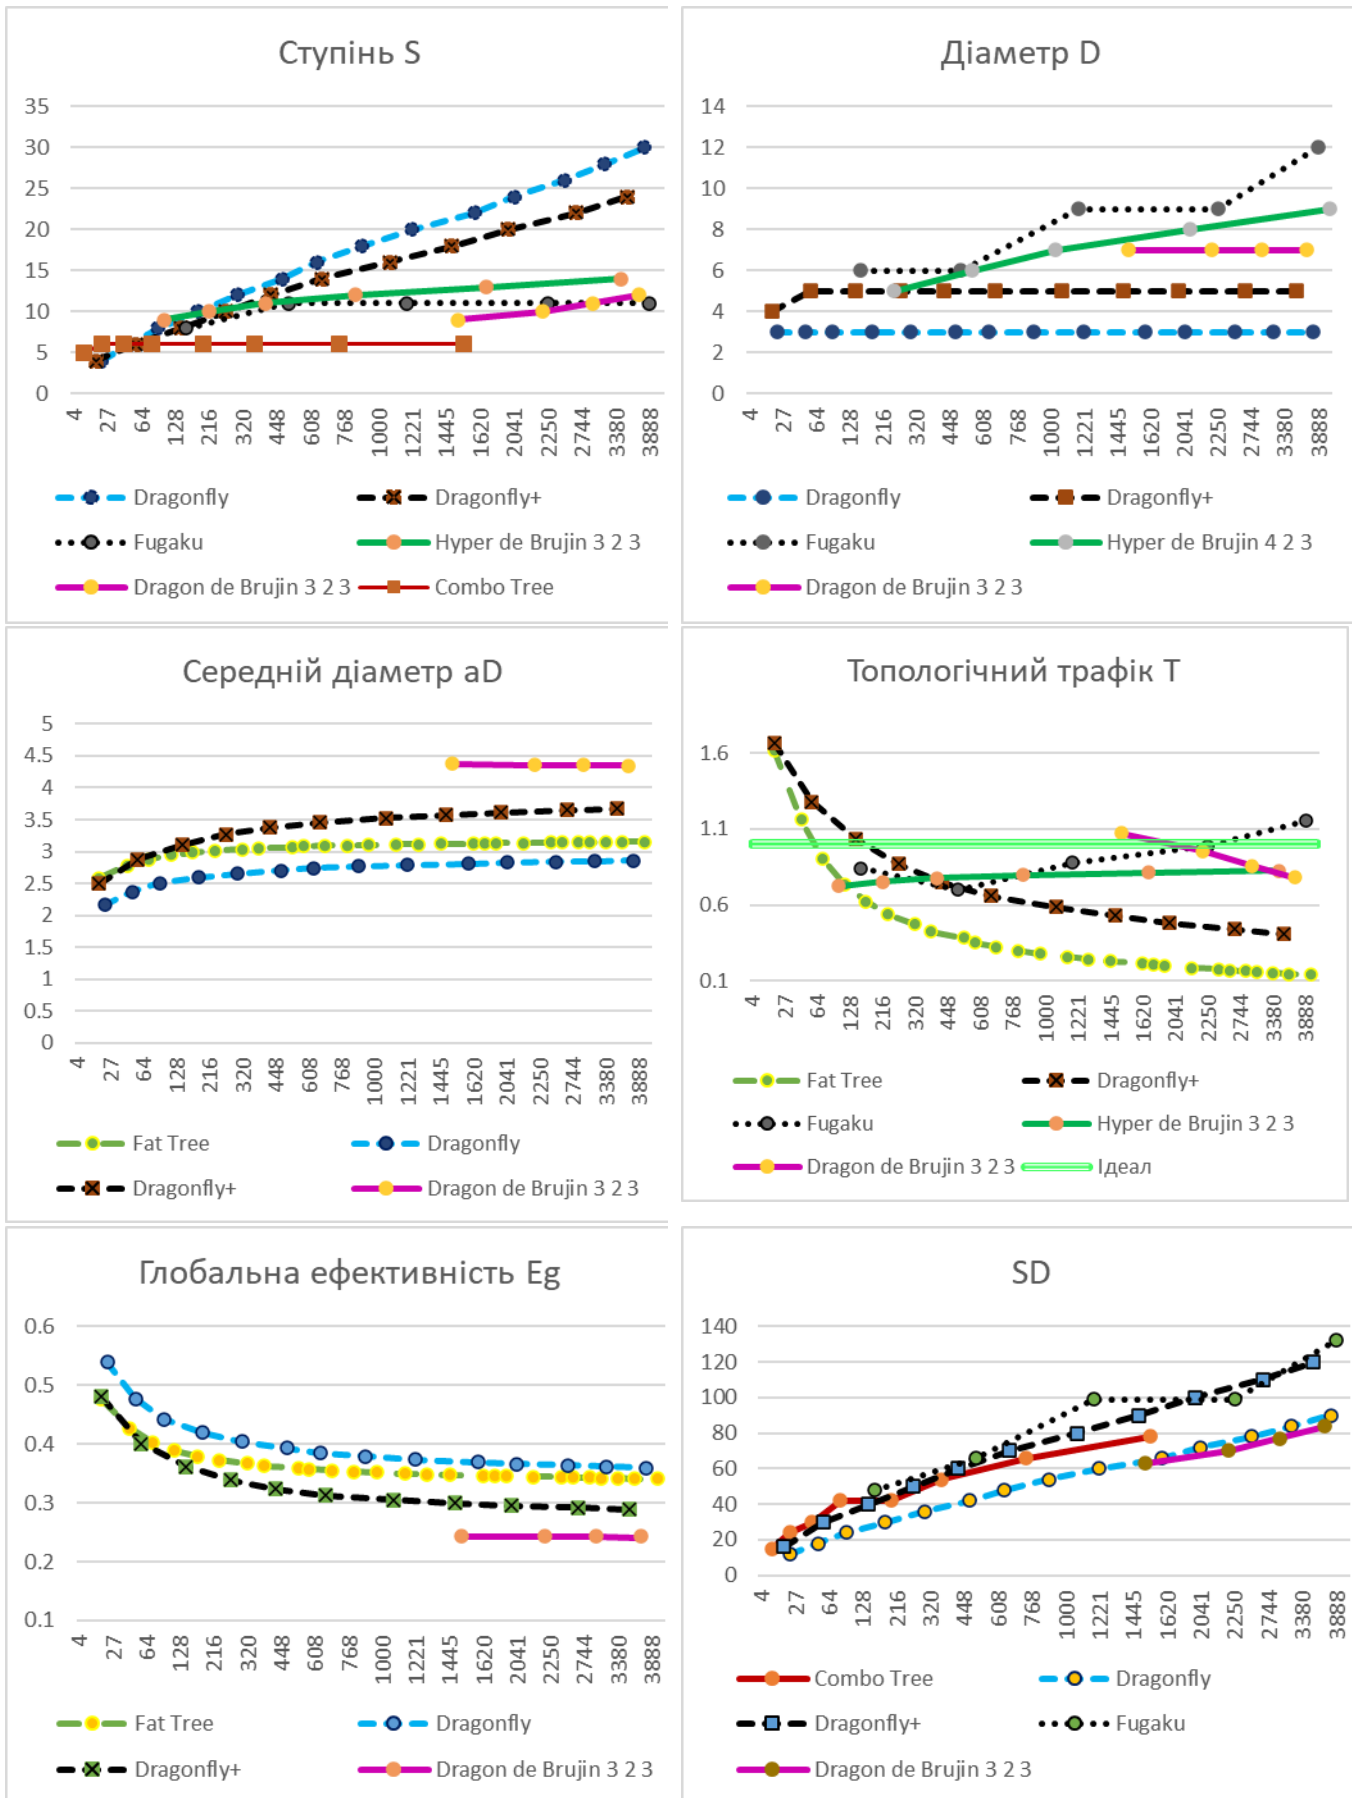 Ступінь S
35
30
25
20
15
10
5
0
4 27 64 128 216 320 448 608 768 1000 1221 1445 1620 2041 2250 2744 3380 3888
Dragonfly Dragonfly+
Fugaku Hyper de Brujin 3 2 3
Dragon de Brujin 3 2 3 Combo Tree
Діаметр D
14
12
10
8
6
4
2
0
4 27 64 128 216 320 448 608 768 1000 1221 1445 1620 2041 2250 2744 3380 3888
Dragonfly Dragonfly+
Fugaku Hyper de Brujin 4 2 3
Dragon de Brujin 3 2 3
Середній діаметр aD
5
4.5
4
3.5
3
2.5
2
1.5
1
0.5
0
4 27 64 128 216 320 448 608 768 1000 1221 1445 1620 2041 2250 2744 3380 3888
Fat Tree Dragonfly
Dragonfly+ Dragon de Brujin 3 2 3
Топологічний трафік T
1.6
1.1
0.6
0.1
4 27 64 128 216 320 448 608 768 1000 1221 1445 1620 2041 2250 2744 3380 3888
Fat Tree Dragonfly+
Fugaku Hyper de Brujin 3 2 3
Dragon de Brujin 3 2 3 Ідеал
Глобальна ефективність Eg
0.6
0.5
0.4
0.3
0.2
0.1
4 27 64 128 216 320 448 608 768 1000 1221 1445 1620 2041 2250 2744 3380 3888
Fat Tree Dragonfly
Dragonfly+ Dragon de Brujin 3 2 3
SD
140
120
100
80
60
40
20
0
4 27 64 128 216 320 448 608 768 1000 1221 1445 1620 2041 2250 2744 3380 3888
Combo Tree Dragonfly
Dragonfly+ Fugaku
Dragon de Brujin 3 2 3